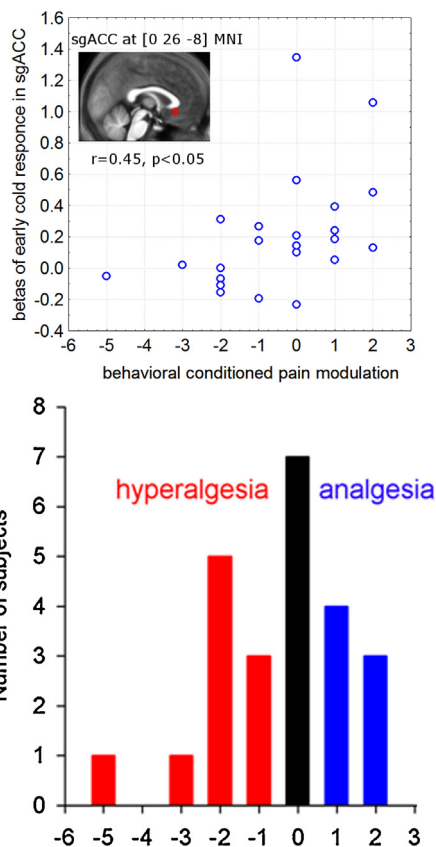 1.6
sgACC at [0 26 -8] MNI
1.4
1.2
1.0
0.8
r=0.45, p<0.05
0.6
0.4
0.2
0.0
-0.2
-0.4
betas of early cold responce in sgACC
-6 -5 -4 -3 -2 -1 0 1 2 3
behavioral conditioned pain modulation
8
7
hyperalgesia analgesia
6
5
4
3
2
1
0
Number of subjects
-6 -5 -4 -3 -2 -1 0 1 2 3